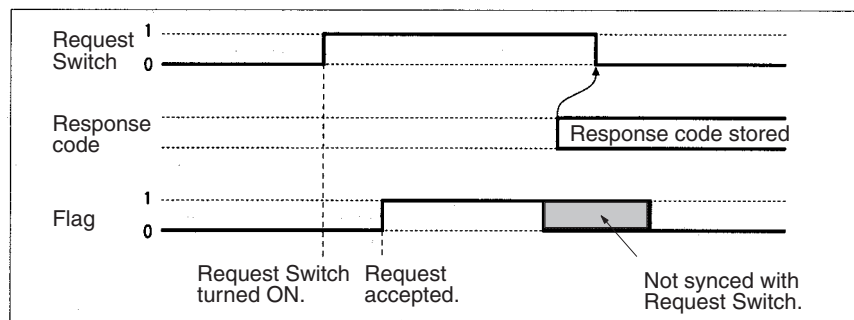 Request
Switch
1
0
Response
code
Response code stored
Flag
1
0
Request Switch
turned ON.
Request
accepted.
Not synced with
Request Switch.